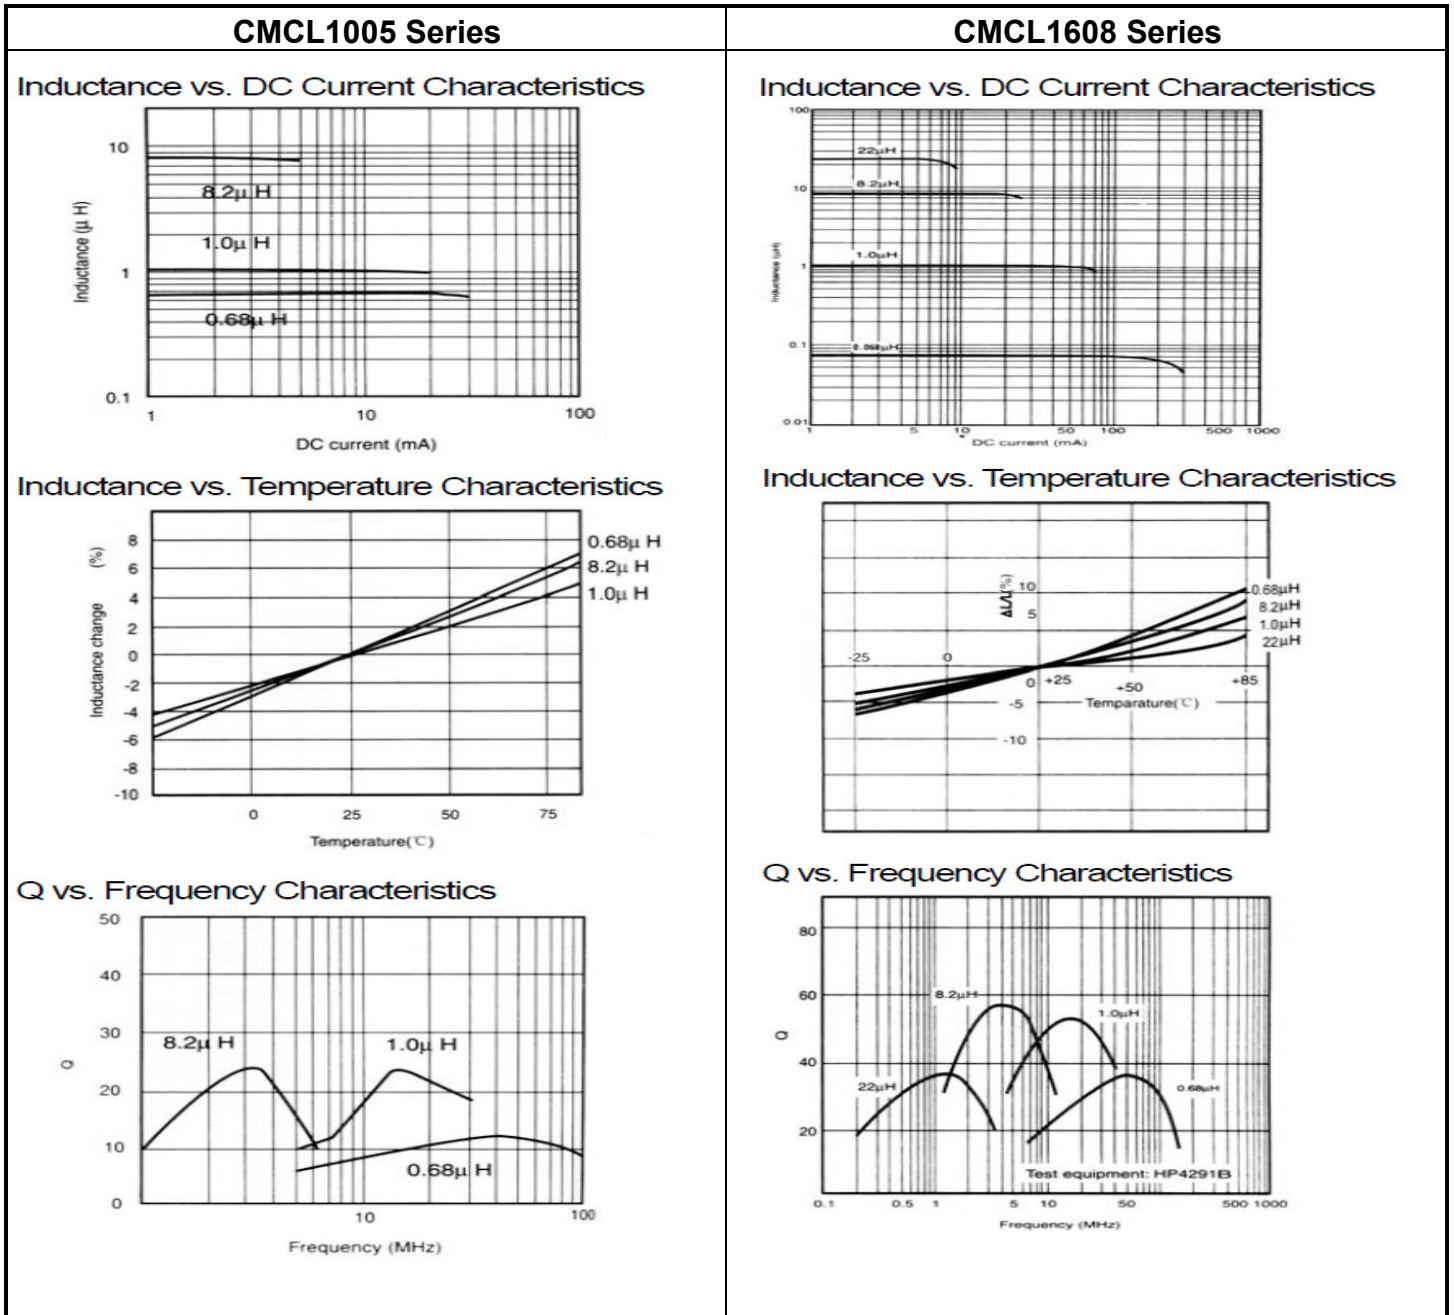 CMCL1005 Series
Inductance vs. DC Current Characteristics
10
1
0.1
Inductance (μ H)
8.2μ H
1.0μ H
0.68μ H
1 10 100
DC current (mA)
Inductance vs. Temperature Characteristics
8
6
4
2
0
-2
-4
-6
-8
-10
Inductance change (%)
0.68μ H
8.2μ H
1.0μ H
0 25 50 75
Temperature(℃)
Q vs. Frequency Characteristics
50
40
30
20
10
0
Q
8.2μ H
1.0μ H
0.68μ H
10 100
Frequency (MHz)
CMCL1608 Series
Inductance vs. DC Current Characteristics
100
10
1
0.1
0.01
Inductance (μH)
22μH
8.2μH
1.0μH
0.068μH
1 5 10 50 100 500 1000
DC current (mA)
Inductance vs. Temperature Characteristics
ΔL/L(%)
10
5
0.68μH
8.2μH
1.0μH
22μH
-25 0
0 +25 +50 +85
-5
Temparature(℃)
-10
Q vs. Frequency Characteristics
80
60
40
20
Q
8.2μH
1.0μH
22μH
0.68μH
Test equipment: HP4291B
0.1 0.5 1 5 10 50 500 1000
Frequency (MHz)